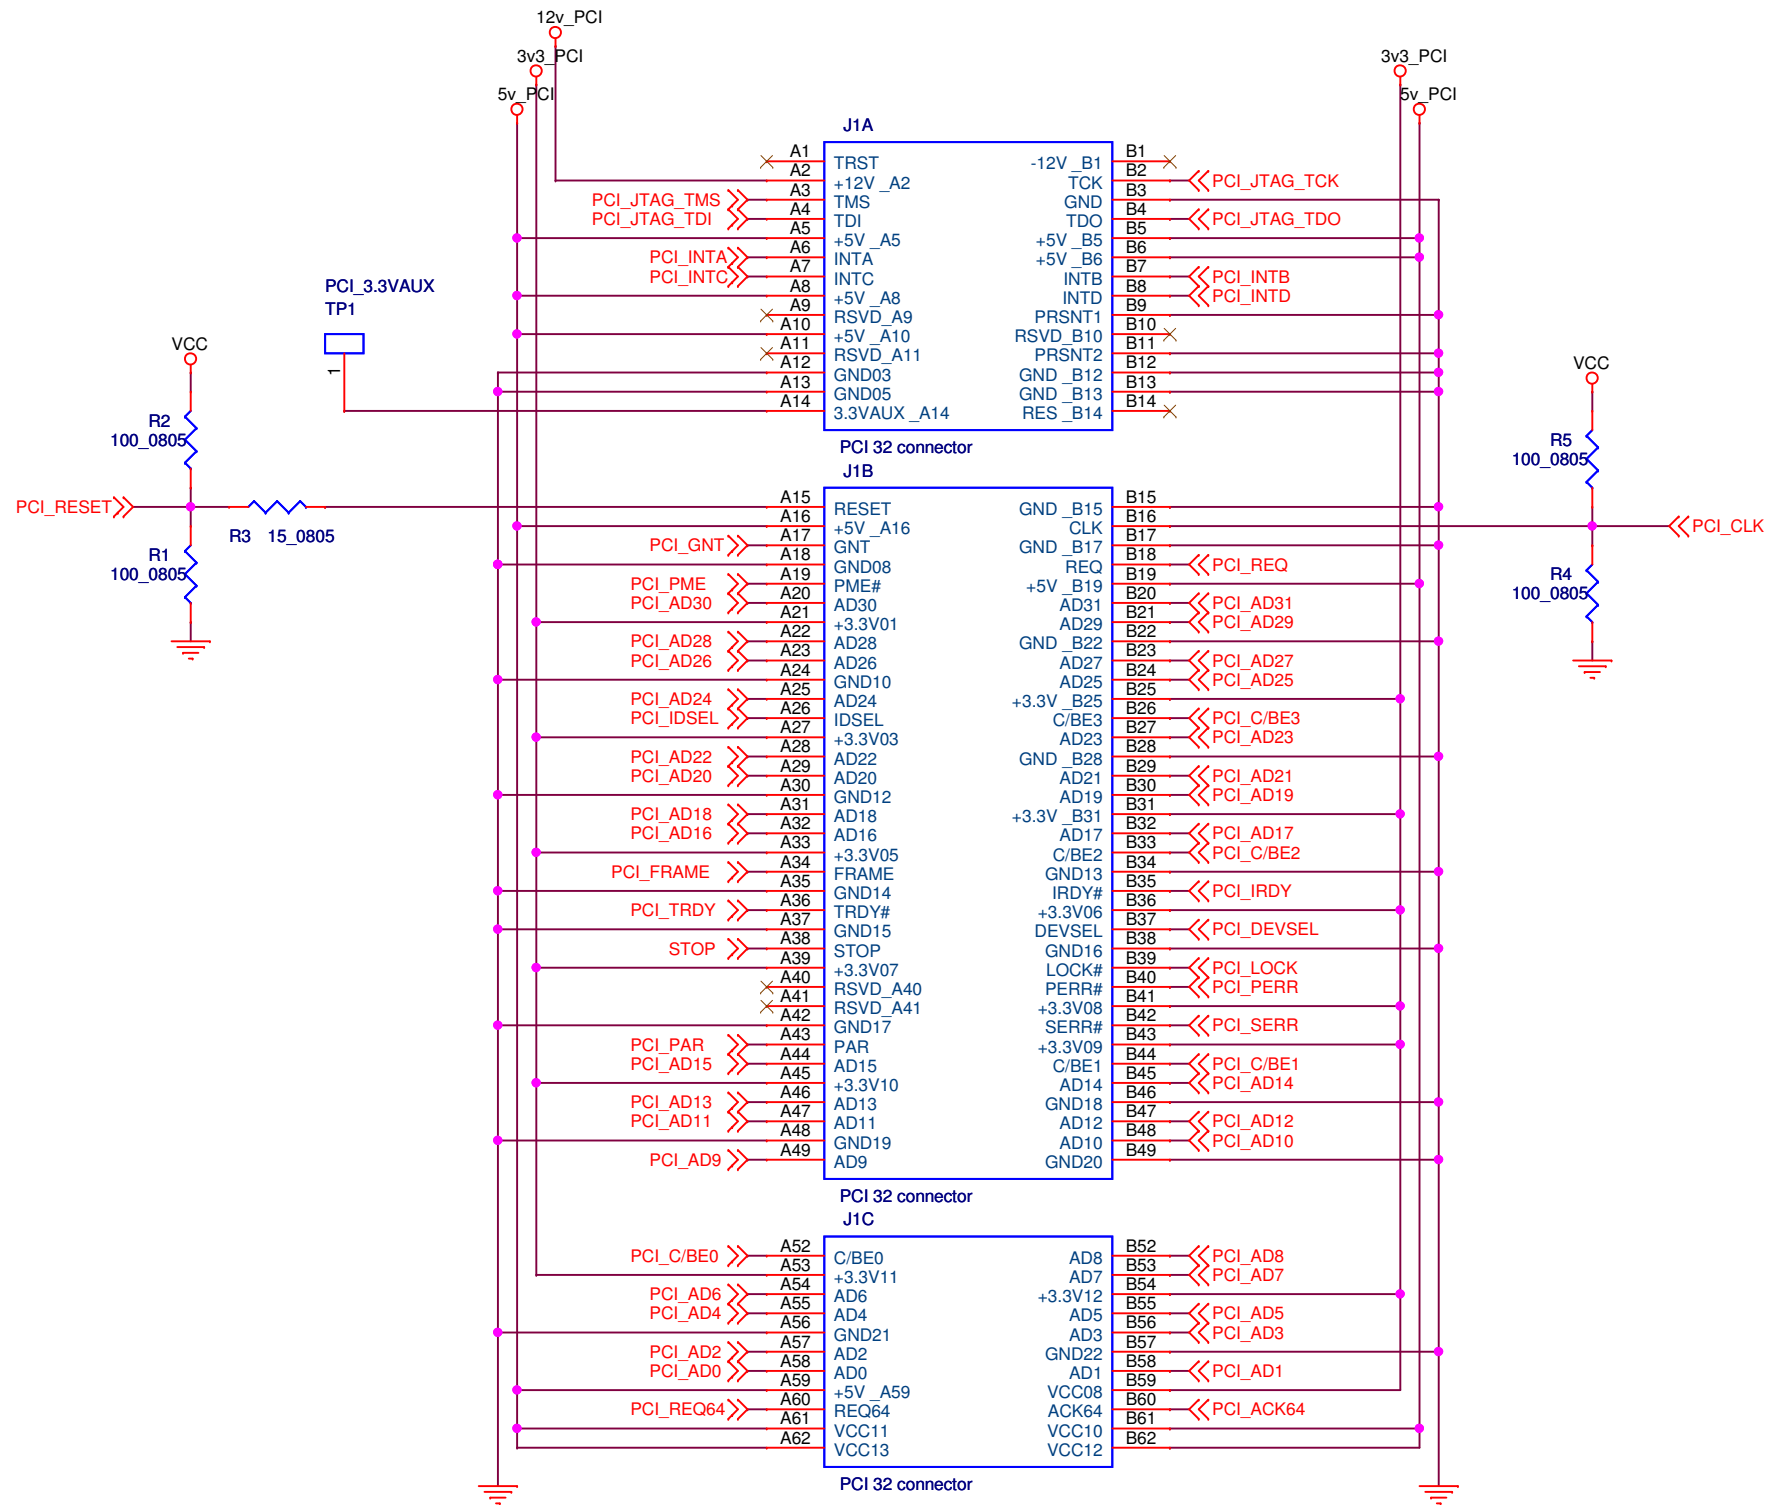 12v_PCI
3v3_PCI
3v3_PCI
5v_PCI
5v_PCI
J1A
A1 TRST -12V _B1 B1
A2 +12V _A2 TCK B2 PCI_JTAG_TCK
PCI_JTAG_TMS A3 TMS GND B3
PCI_JTAG_TDI A4 TDI TDO B4 PCI_JTAG_TDO
A5 +5V _A5 +5V _B5 B5
PCI_INTA A6 INTA +5V _B6 B6
PCI_INTC A7 INTC INTB B7 PCI_INTB
A8 +5V _A8 INTD B8 PCI_INTD
A9 RSVD_A9 PRSNT1 B9
A10 +5V _A10 RSVD_B10 B10
A11 RSVD_A11 PRSNT2 B11
A12 GND03 GND _B12 B12
A13 GND05 GND _B13 B13
A14 3.3VAUX _A14 RES _B14 B14
PCI 32 connector
PCI_3.3VAUX
TP1
1
VCC
R2
100_0805
PCI_RESET
R3 15_0805
R1
100_0805
VCC
R5
100_0805
PCI_CLK
R4
100_0805
J1B
A15 RESET GND _B15 B15
A16 +5V _A16 CLK B16
PCI_GNT A17 GNT GND _B17 B17
A18 GND08 REQ B18 PCI_REQ
PCI_PME A19 PME# +5V _B19 B19
PCI_AD30 A20 AD30 AD31 B20 PCI_AD31
A21 +3.3V01 AD29 B21 PCI_AD29
PCI_AD28 A22 AD28 GND _B22 B22
PCI_AD26 A23 AD26 AD27 B23 PCI_AD27
A24 GND10 AD25 B24 PCI_AD25
PCI_AD24 A25 AD24 +3.3V _B25 B25
PCI_IDSEL A26 IDSEL C/BE3 B26 PCI_C/BE3
A27 +3.3V03 AD23 B27 PCI_AD23
PCI_AD22 A28 AD22 GND _B28 B28
PCI_AD20 A29 AD20 AD21 B29 PCI_AD21
A30 GND12 AD19 B30 PCI_AD19
PCI_AD18 A31 AD18 +3.3V _B31 B31
PCI_AD16 A32 AD16 AD17 B32 PCI_AD17
A33 +3.3V05 C/BE2 B33 PCI_C/BE2
PCI_FRAME A34 FRAME GND13 B34
A35 GND14 IRDY# B35 PCI_IRDY
PCI_TRDY A36 TRDY# +3.3V06 B36
A37 GND15 DEVSEL B37 PCI_DEVSEL
STOP A38 STOP GND16 B38
A39 +3.3V07 LOCK# B39 PCI_LOCK
A40 RSVD_A40 PERR# B40 PCI_PERR
A41 RSVD_A41 +3.3V08 B41
A42 GND17 SERR# B42 PCI_SERR
PCI_PAR A43 PAR +3.3V09 B43
PCI_AD15 A44 AD15 C/BE1 B44 PCI_C/BE1
A45 +3.3V10 AD14 B45 PCI_AD14
PCI_AD13 A46 AD13 GND18 B46
PCI_AD11 A47 AD11 AD12 B47 PCI_AD12
A48 GND19 AD10 B48 PCI_AD10
PCI_AD9 A49 AD9 GND20 B49
PCI 32 connector
J1C
PCI_C/BE0 A52 C/BE0 AD8 B52 PCI_AD8
A53 +3.3V11 AD7 B53 PCI_AD7
PCI_AD6 A54 AD6 +3.3V12 B54
PCI_AD4 A55 AD4 AD5 B55 PCI_AD5
A56 GND21 AD3 B56 PCI_AD3
PCI_AD2 A57 AD2 GND22 B57
PCI_AD0 A58 AD0 AD1 B58 PCI_AD1
A59 +5V _A59 VCC08 B59
PCI_REQ64 A60 REQ64 ACK64 B60 PCI_ACK64
A61 VCC11 VCC10 B61
A62 VCC13 VCC12 B62
PCI 32 connector